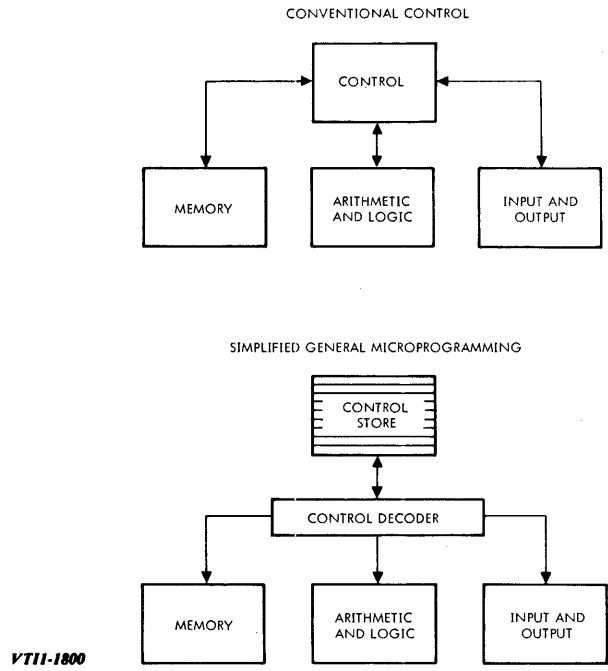 CONVENTIONAL CONTROL
CONTROL
MEMORY
ARITHMETIC
AND LOGIC
INPUT AND
OUTPUT
SIMPLIFIED GENERAL MICROPROGRAMMING
CONTROL
STORE
CONTROL DECODER
MEMORY
ARITHMETIC
AND LOGIC
INPUT AND
OUTPUT
VTI1-1800